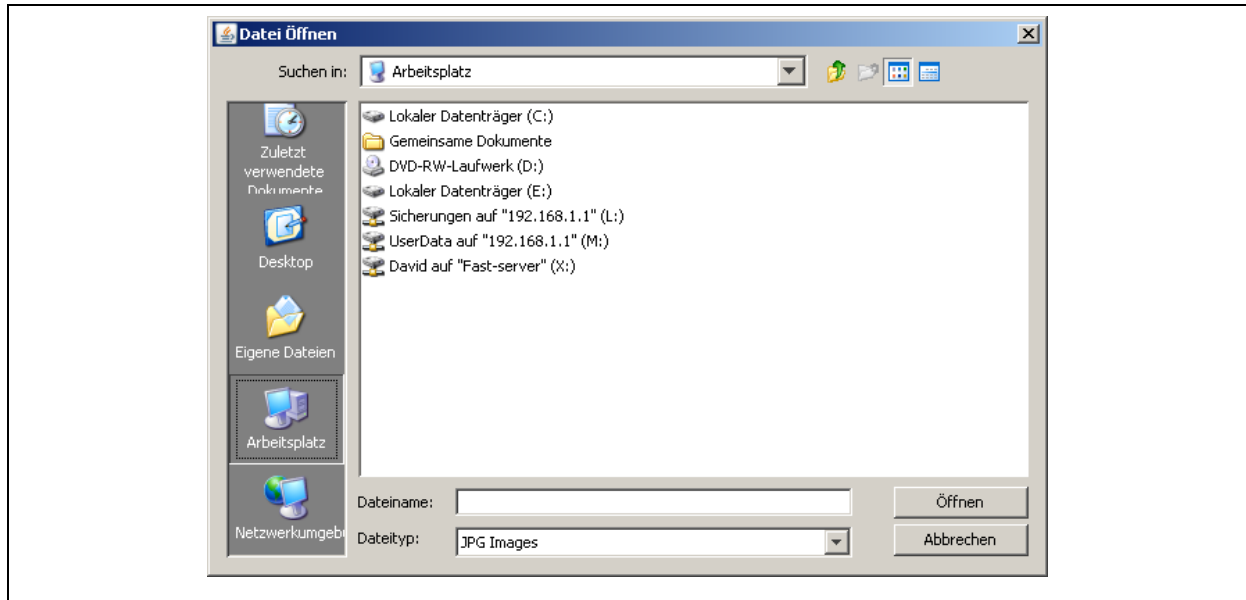 Datei Öffnen
Suchen in:
Arbeitsplatz
Zuletzt
verwendete
Dokumente
Desktop
Eigene Dateien
Arbeitsplatz
Netzwerkumgebu
Lokaler Datenträger (C:)
Gemeinsame Dokumente
DVD-RW-Laufwerk (D:)
Lokaler Datenträger (E:)
Sicherungen auf "192.168.1.1" (L:)
UserData auf "192.168.1.1" (M:)
David auf "Fast-server" (X:)
Dateiname:
Öffnen
Dateityp:
JPG Images
Abbrechen